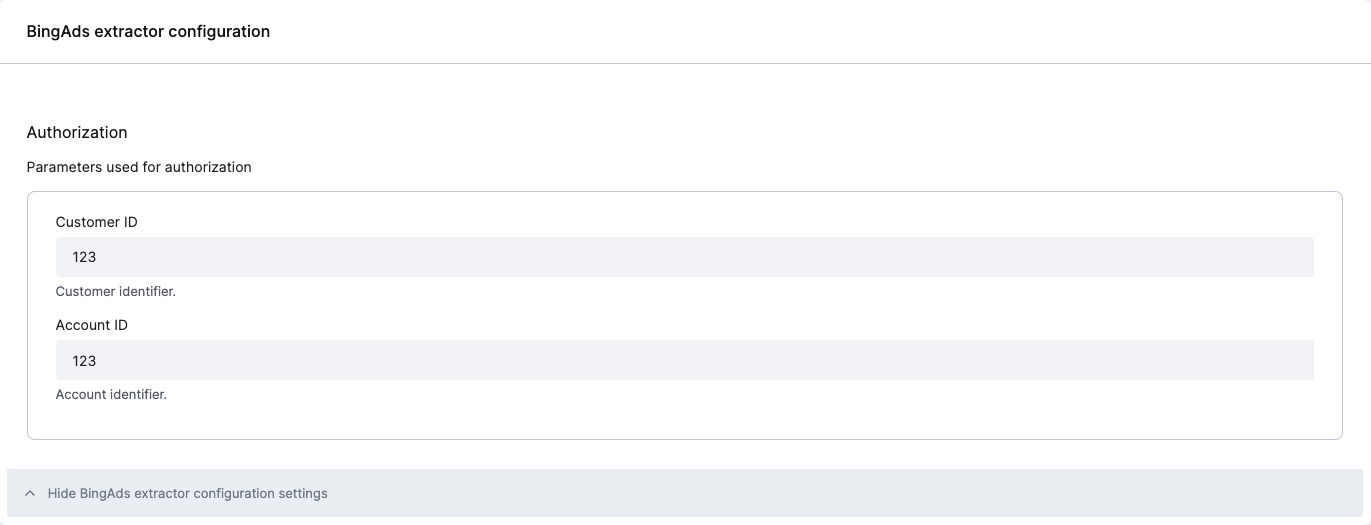 BingAds extractor configuration
Authorization
Parameters used for authorization
Customer ID
123
Customer identifier.
Account ID
123
Account identifier.
Hide BingAds extractor configuration settings